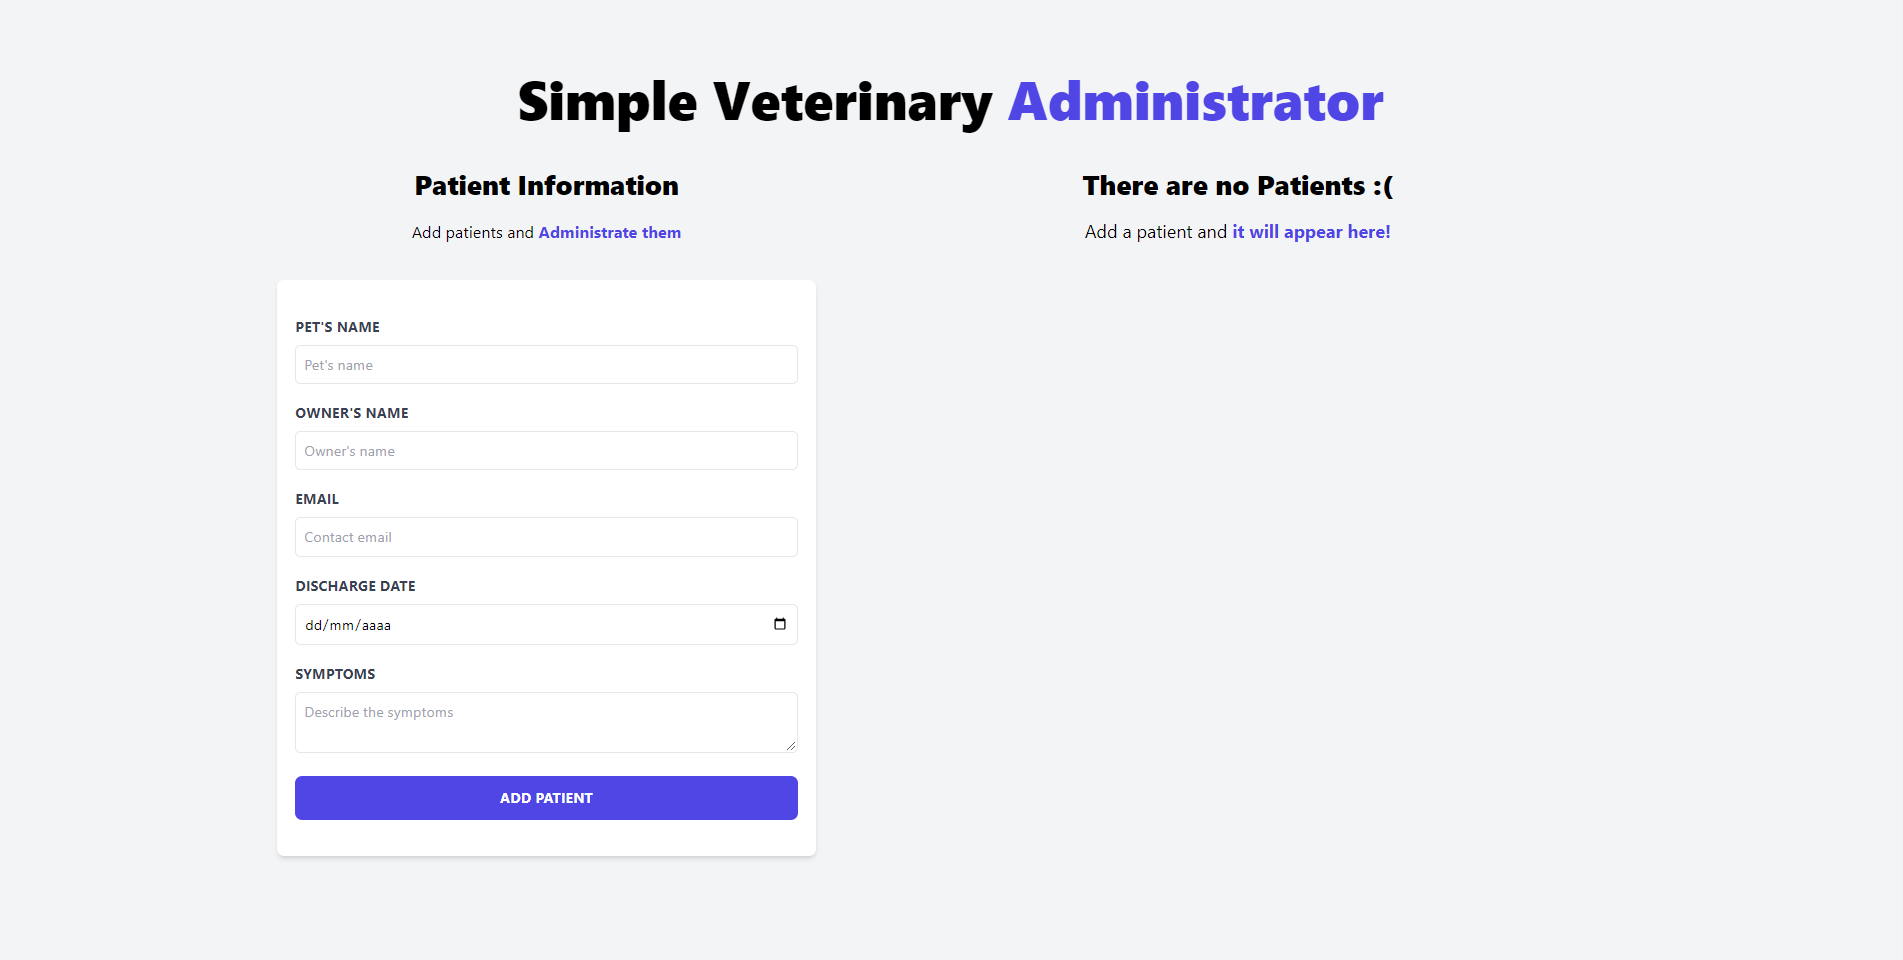 Simple Veterinary Administrator
Patient Information
Add patients and Administrate them
PET'S NAME
Pet's name
OWNER'S NAME
Owner's name
EMAIL
Contact email
DISCHARGE DATE
dd/mm/aaaa
SYMPTOMS
Describe the symptoms
ADD PATIENT
There are no Patients :(
Add a patient and it will appear here!